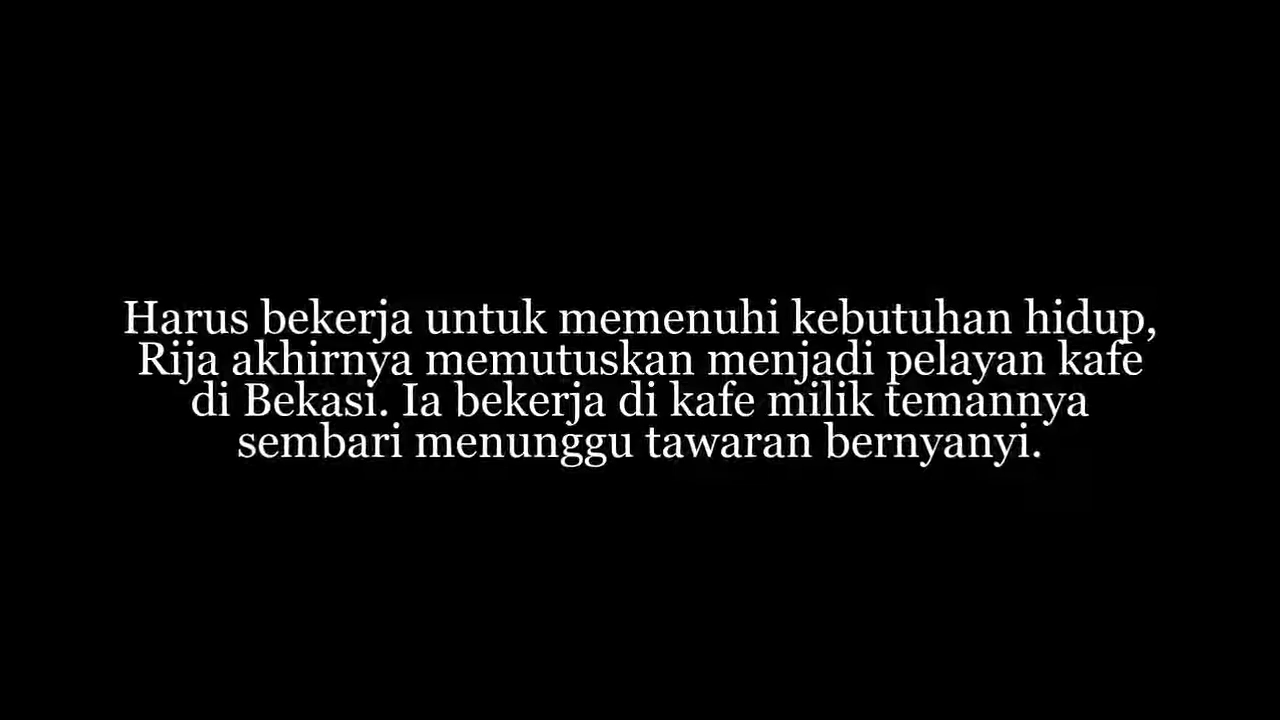 Harus bekerja untuk memenuhi kebutuhan hidup,
Rija akhirnya memutuskan menjadi pelayan kafe
di Bekasi. Ia bekerja di kafe milik temannya
sembari menunggu tawaran bernyanyi.